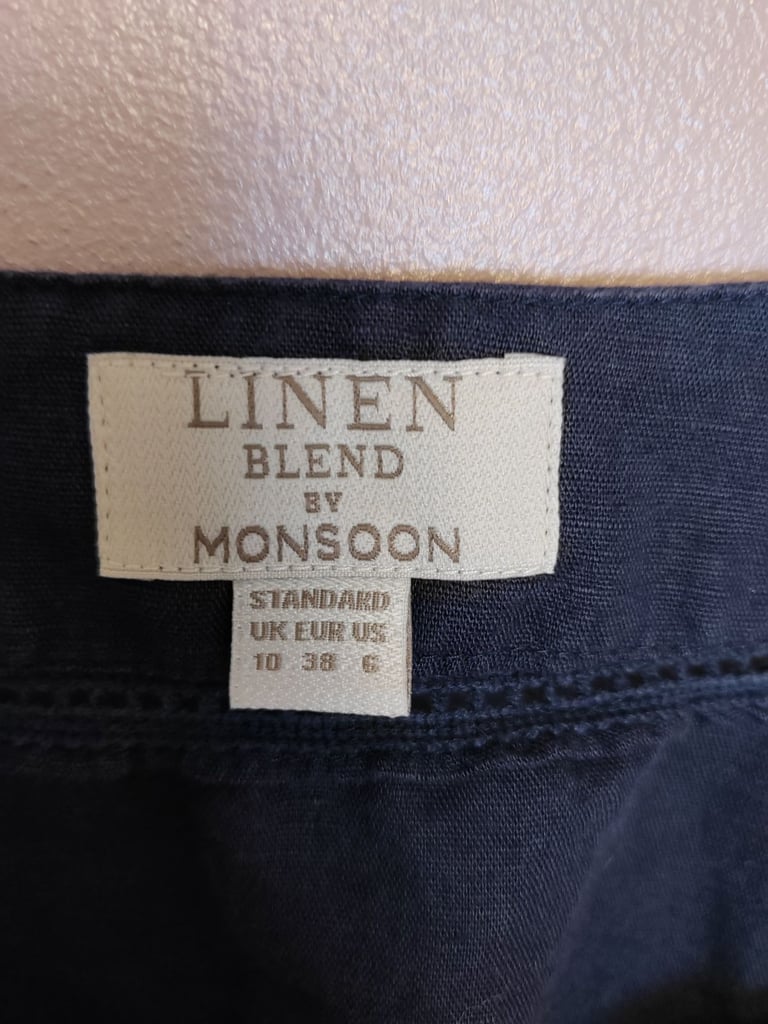 LINEN
BLEND
BY
MONSOON
STANDARD
UK EUR US
10 38 6